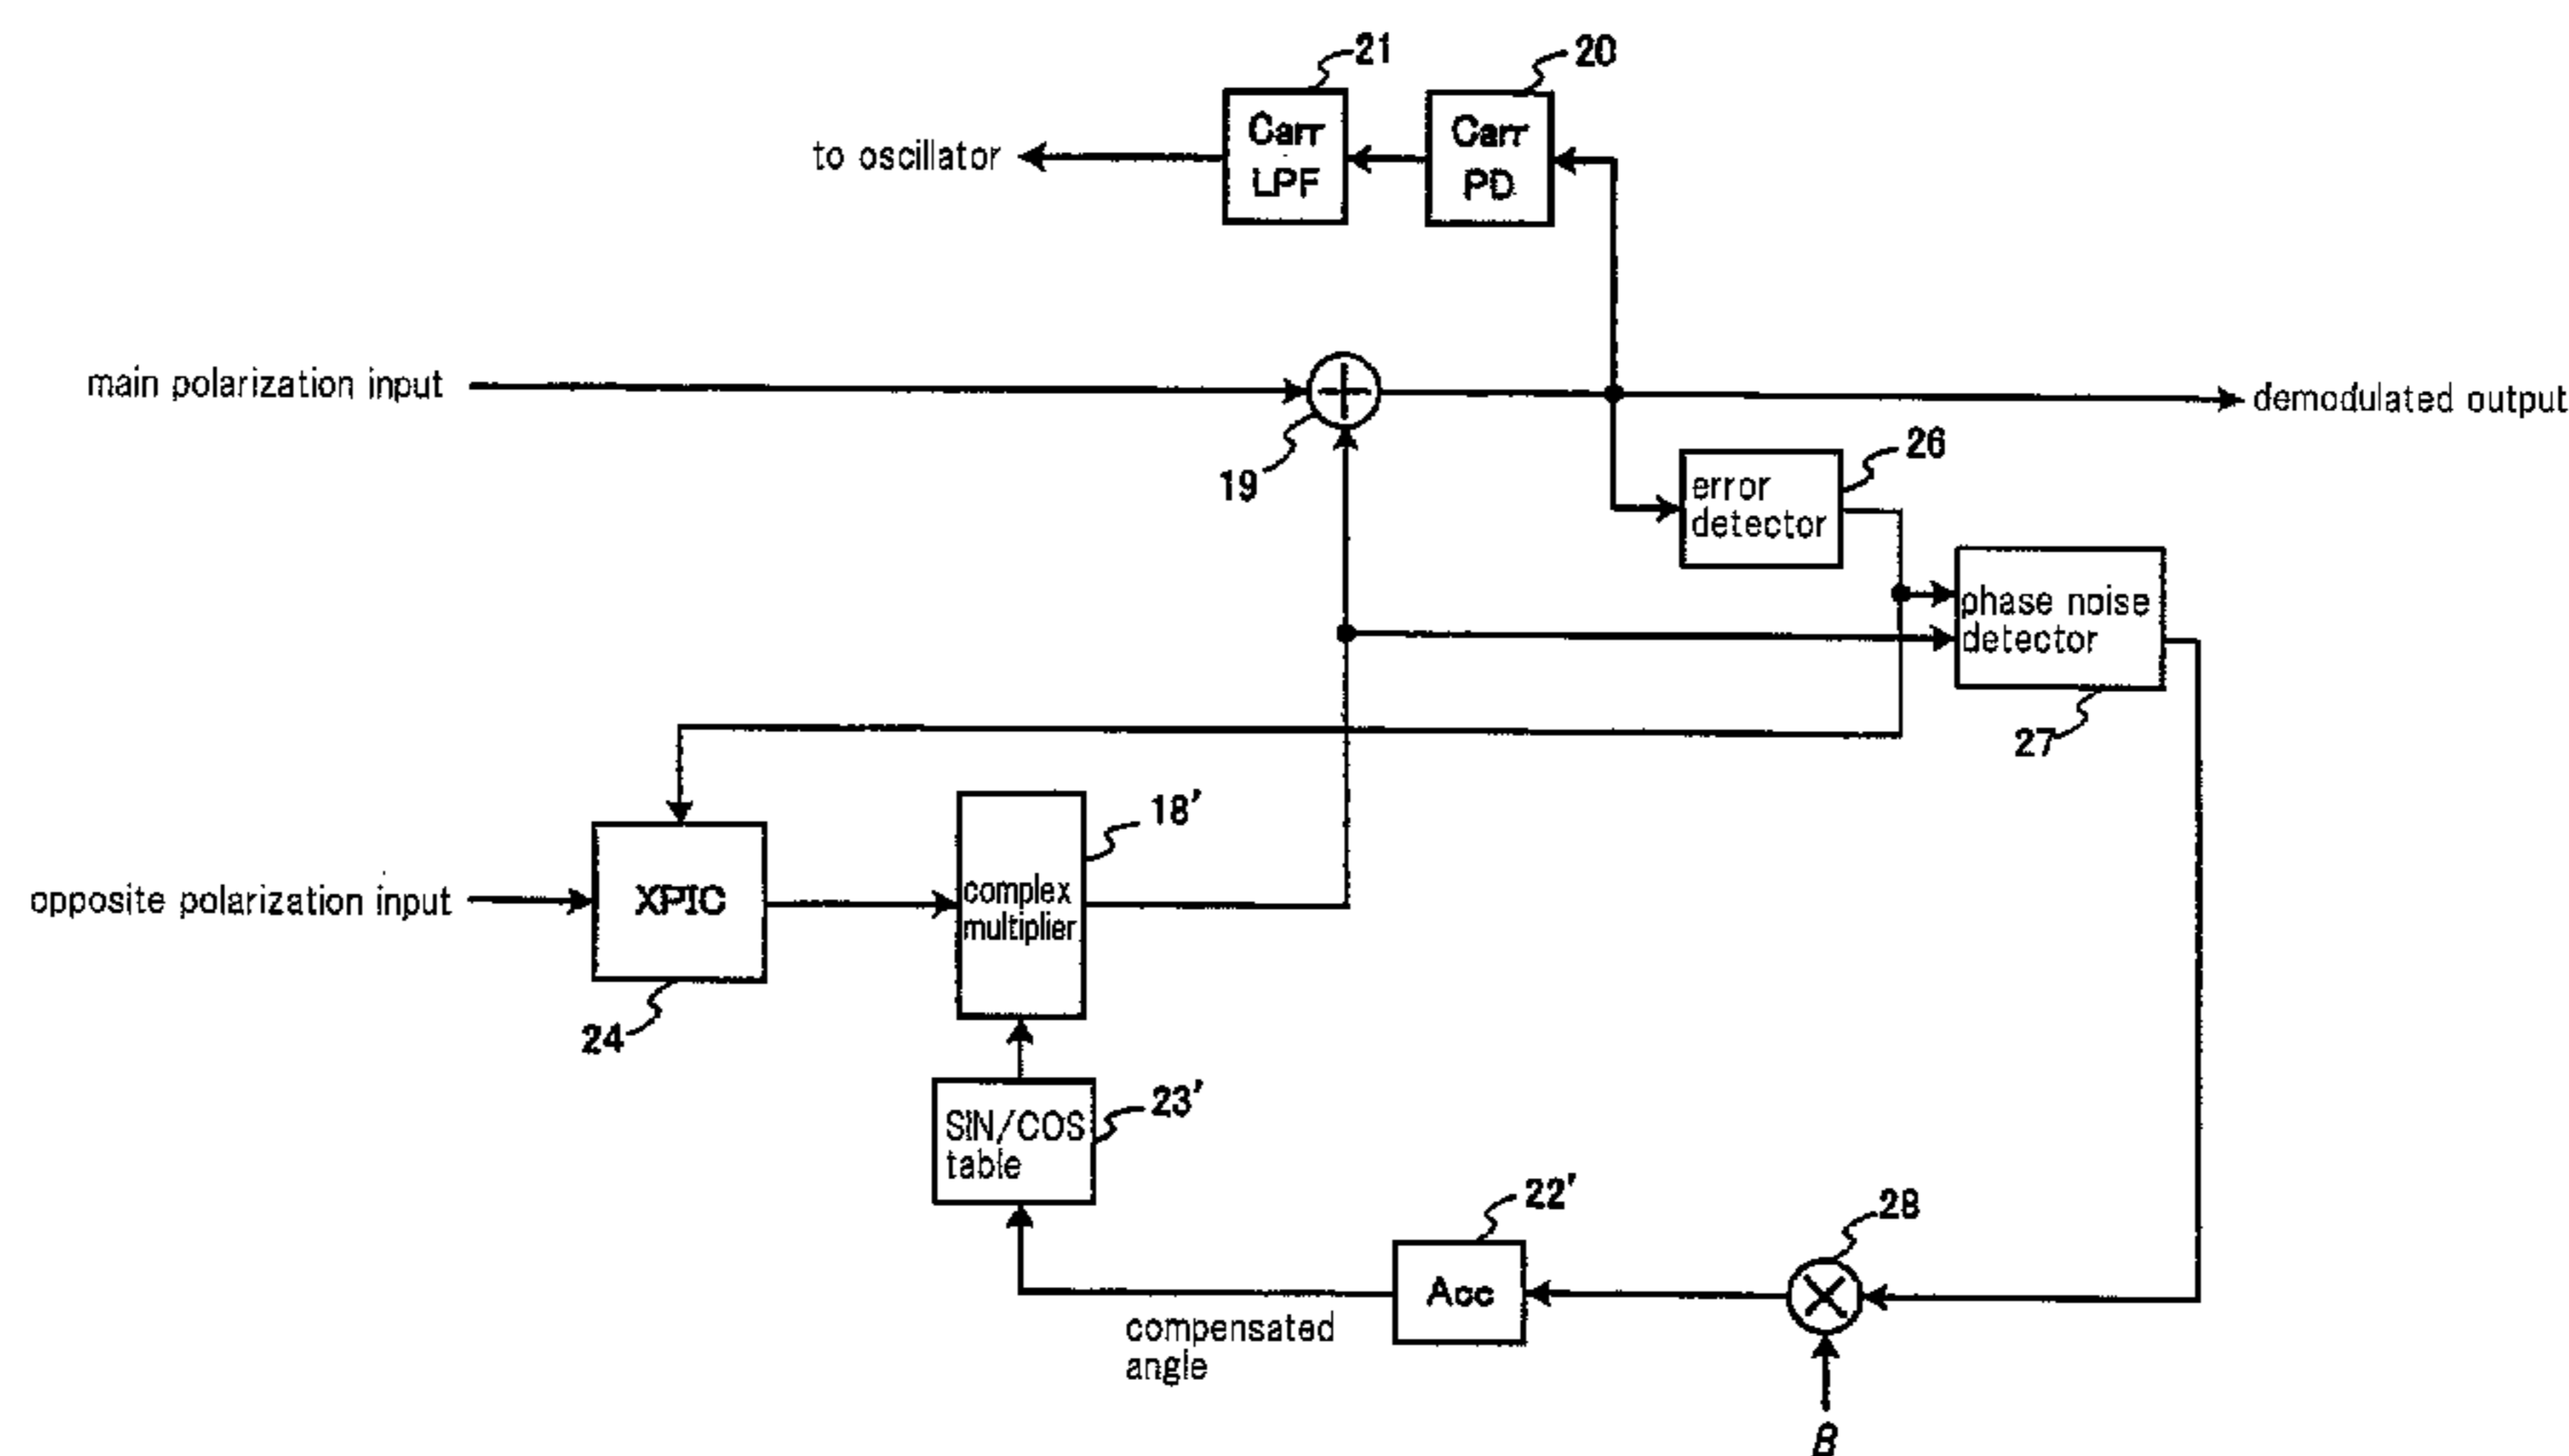 21
20
Carr
LPF
Carr
PD
to oscillator
main polarization input
demodulated output
19
26
error
detector
phase noise
detector
27
18'
opposite polarization input
XPIC
complex
multiplier
24
23'
SIN/COS
table
22'
28
Acc
compensated
angle
B